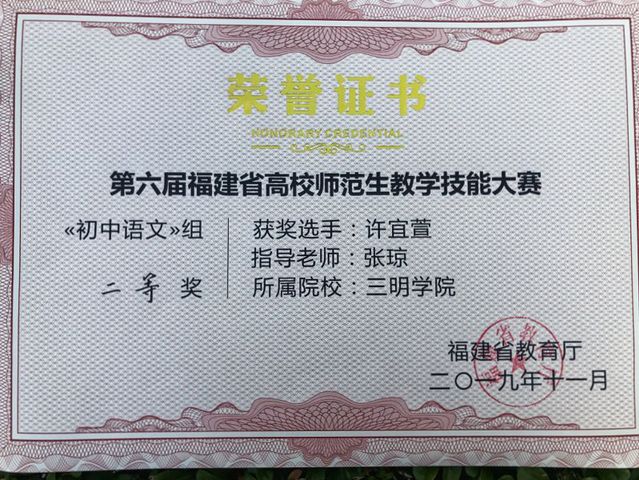 荣誉证书
HONORARY CREDENTIAL
第六届福建省高校师范生教学技能大赛
«初中语文»组
二等奖
获奖选手：许宜萱
指导老师：张琼
所属院校：三明学院
福建省教育厅
二〇一九年十一月